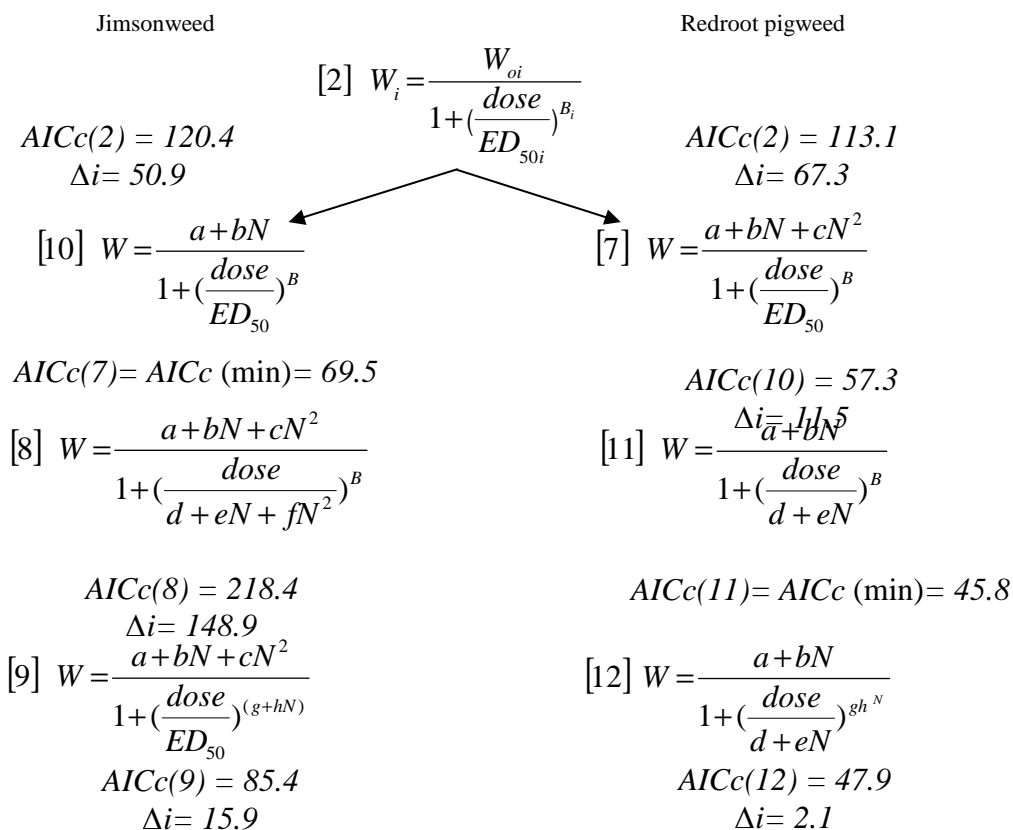 Jimsonweed Redroot pigweed
[2] W_i = W_oi / (1+(dose/ED_50i)^B_i)
AICc(2) = 120.4 AICc(2) = 113.1
Δi= 50.9 Δi= 67.3
[10] W = (a+bN) / (1+(dose/ED_50)^B) [7] W = (a+bN+cN^2) / (1+(dose/ED_50)^B)
AICc(7)= AICc (min)= 69.5 AICc(10) = 57.3
Δi= 11.5
[8] W = (a+bN+cN^2) / (1+(dose/(d+eN+fN^2))^B) [11] W = (a+bN) / (1+(dose/(d+eN))^B)
AICc(8) = 218.4 AICc(11)= AICc (min)= 45.8
Δi= 148.9
[9] W = (a+bN+cN^2) / (1+(dose/ED_50)^(g+hN)) [12] W = (a+bN) / (1+(dose/(d+eN))^(gh^N))
AICc(9) = 85.4 AICc(12) = 47.9
Δi= 15.9 Δi= 2.1